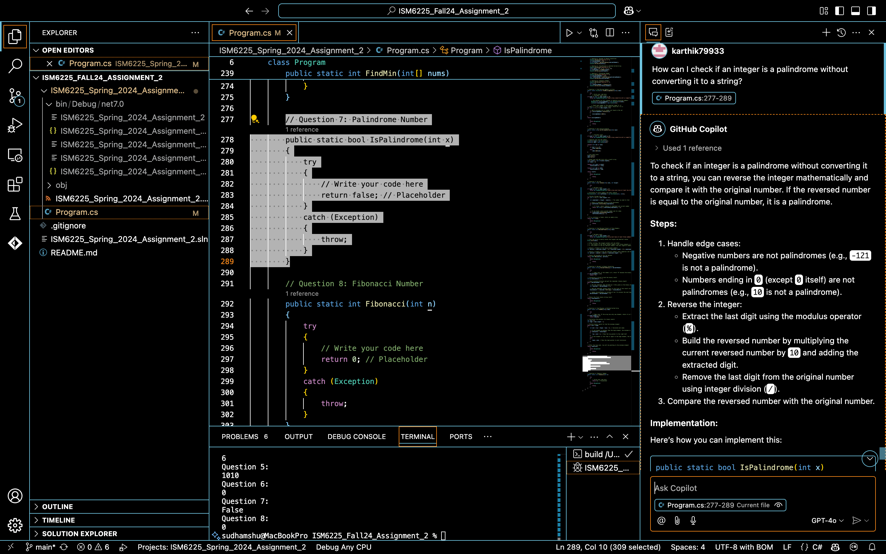 ISM6225_Fall24_Assignment_2
EXPLORER
OPEN EDITORS
Program.cs ISM6225_Spring_2... M
ISM6225_FALL24_ASSIGNMENT_2
ISM6225_Spring_2024_Assignme...
bin/Debug/net7.0
ISM6225_Spring_2024_Assignment_2
{} ISM6225_Spring_2024_Assignment_...
ISM6225_Spring_2024_Assignment_...
ISM6225_Spring_2024_Assignment_...
{} ISM6225_Spring_2024_Assignment_...
obj
ISM6225_Spring_2024_Assignment_2....
Program.cs M
.gitignore
ISM6225_Spring_2024_Assignment_2.sln
README.md
OUTLINE
TIMELINE
SOLUTION EXPLORER
Program.cs M
ISM6225_Spring_2024_Assignment_2 > Program.cs > Program > IsPalindrome
6 class Program
239 public static int FindMin(int[] nums)
274 }
275 }
276
277 // Question 7: Palindrome Number
1 reference
278 public static bool IsPalindrome(int x)
279 {
280 try
281 {
282 // Write your code here
283 return false; // Placeholder
284 }
285 catch (Exception)
286 {
287 throw;
288 }
289 }
290
291 // Question 8: Fibonacci Number
1 reference
292 public static int Fibonacci(int n)
293 {
294 try
295 {
296 // Write your code here
297 return 0; // Placeholder
298 }
299 catch (Exception)
300 {
301 throw;
302 }
303 }
PROBLEMS 6 OUTPUT DEBUG CONSOLE TERMINAL PORTS ...
6
Question 5:
1010
Question 6:
0
Question 7:
False
Question 8:
0
sudhamshu@MacBookPro ISM6225_Fall24_Assignment_2 %
build /U...
ISM6225_...
karthik79933
How can I check if an integer is a palindrome without
converting it to a string?
Program.cs:277-289
GitHub Copilot
Used 1 reference
To check if an integer is a palindrome without converting it
to a string, you can reverse the integer mathematically and
compare it with the original number. If the reversed number
is equal to the original number, it is a palindrome.
Steps:
1. Handle edge cases:
Negative numbers are not palindromes (e.g., -121
is not a palindrome).
Numbers ending in 0 (except 0 itself) are not
palindromes (e.g., 10 is not a palindrome).
2. Reverse the integer:
Extract the last digit using the modulus operator
(%).
Build the reversed number by multiplying the
current reversed number by 10 and adding the
extracted digit.
Remove the last digit from the original number
using integer division (/).
3. Compare the reversed number with the original number.
Implementation:
Here's how you can implement this:
public static bool IsPalindrome(int x)
Ask Copilot
Program.cs:277-289 Current file
GPT-4o
main* 0 6 Projects: ISM6225_Spring_2024_Assignment_2 Debug Any CPU Ln 289, Col 10 (309 selected) Spaces: 4 UTF-8 with BOM LF {} C#